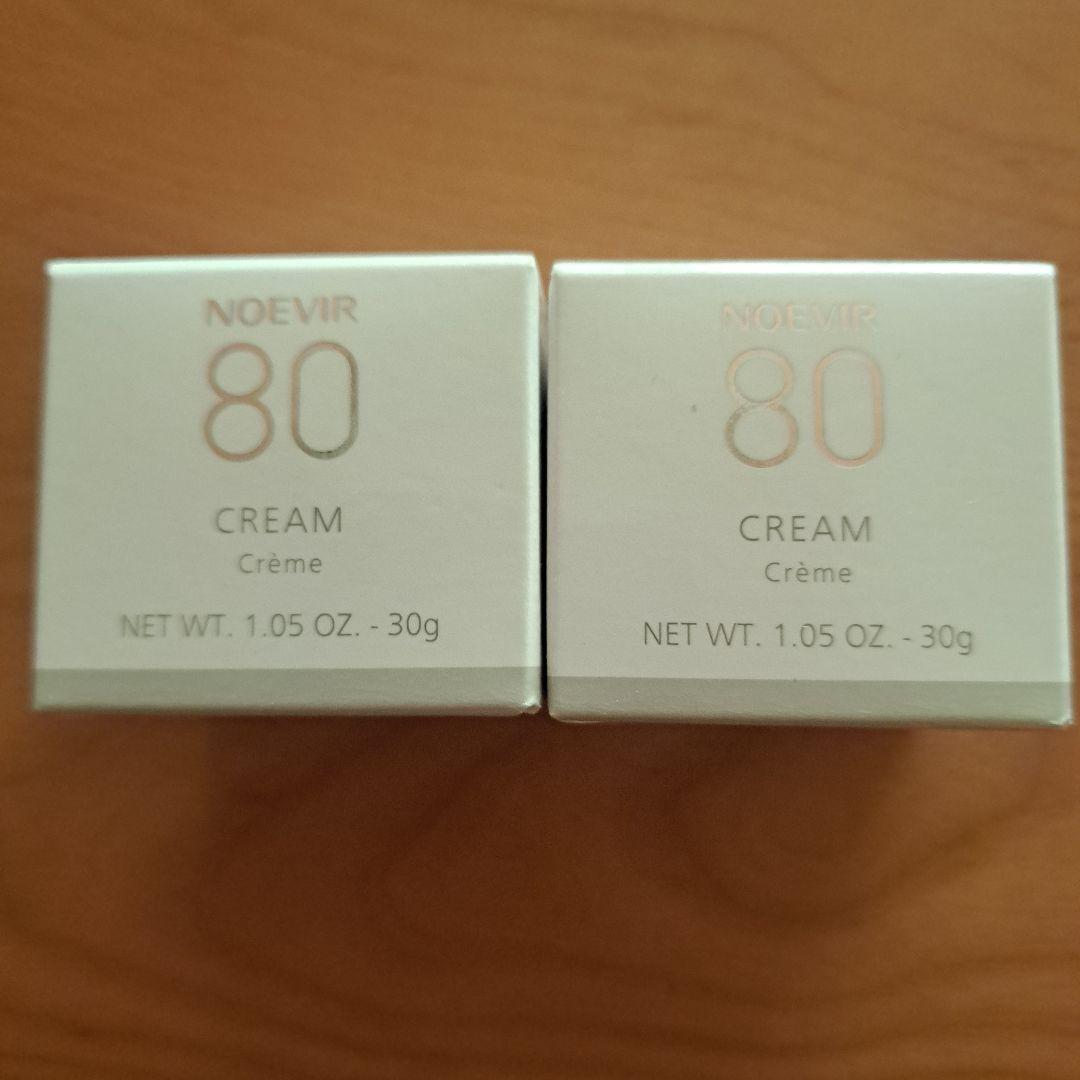 NOEVIR
80
CREAM
Crème
NET WT. 1.05 OZ. - 30g
NOEVIR
80
CREAM
Crème
NET WT. 1.05 OZ. - 30g